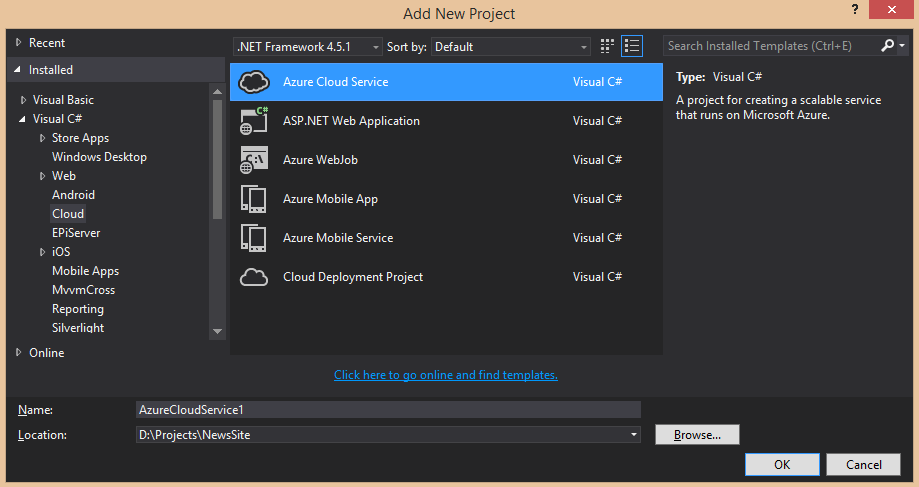 Add New Project
?
Recent
.NET Framework 4.5.1
Sort by:
Default
Search Installed Templates (Ctrl+E)
Installed
Visual Basic
Visual C#
Store Apps
Windows Desktop
Web
Android
Cloud
EPiServer
iOS
Mobile Apps
MvvmCross
Reporting
Silverlight
Online
Azure Cloud Service
Visual C#
C#
ASP.NET Web Application
Visual C#
C:\
Azure WebJob
Visual C#
Azure Mobile App
Visual C#
Azure Mobile Service
Visual C#
Cloud Deployment Project
Visual C#
Type: Visual C#
A project for creating a scalable service
that runs on Microsoft Azure.
Click here to go online and find templates.
Name:
AzureCloudService1
Location:
D:\Projects\NewsSite
Browse...
OK
Cancel